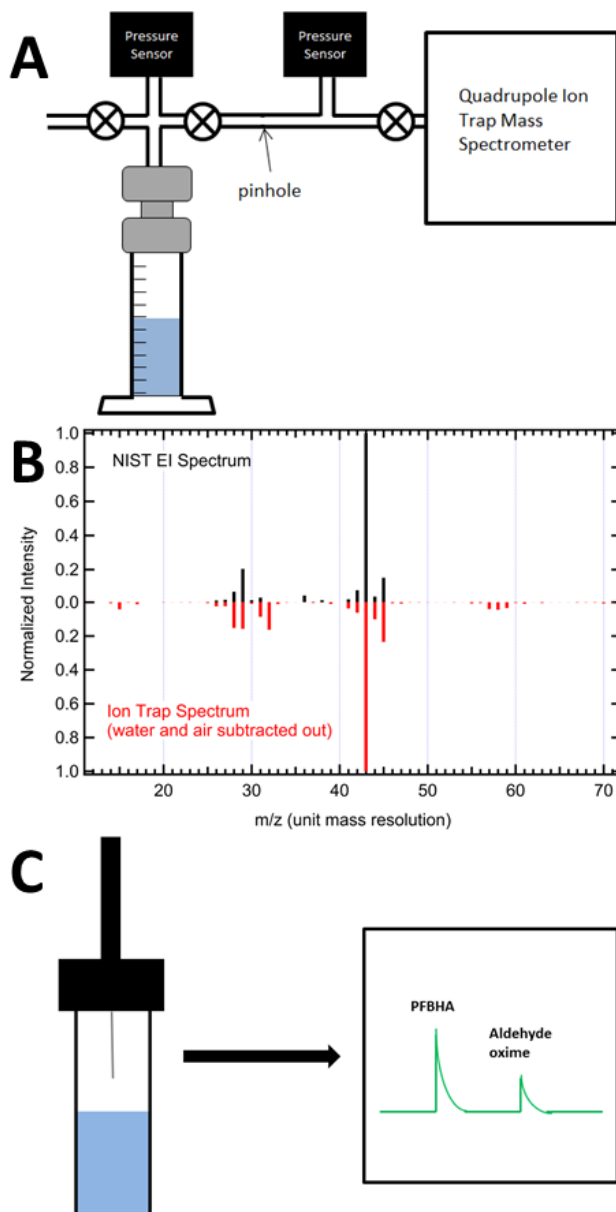 A
Pressure
Sensor
Pressure
Sensor
Quadrupole Ion
Trap Mass
Spectrometer
pinhole
B
1.0
0.8
0.6
0.4
0.2
0.0
0.2
0.4
0.6
0.8
1.0
Normalized Intensity
NIST EI Spectrum
Ion Trap Spectrum
(water and air subtracted out)
20
30
40
50
60
70
m/z (unit mass resolution)
C
PFBHA
Aldehyde
oxime